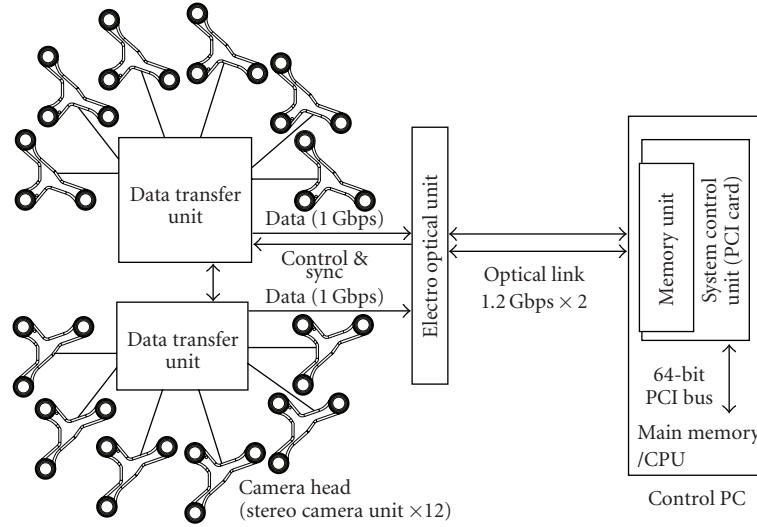 Data transfer
unit
Data (1 Gbps)
Control &
sync
Data (1 Gbps)
Data transfer
unit
Camera head
(stereo camera unit ×12)
Electro optical unit
Optical link
1.2 Gbps × 2
Memory unit
System control
unit (PCI card)
64-bit
PCI bus
Main memory
/CPU
Control PC